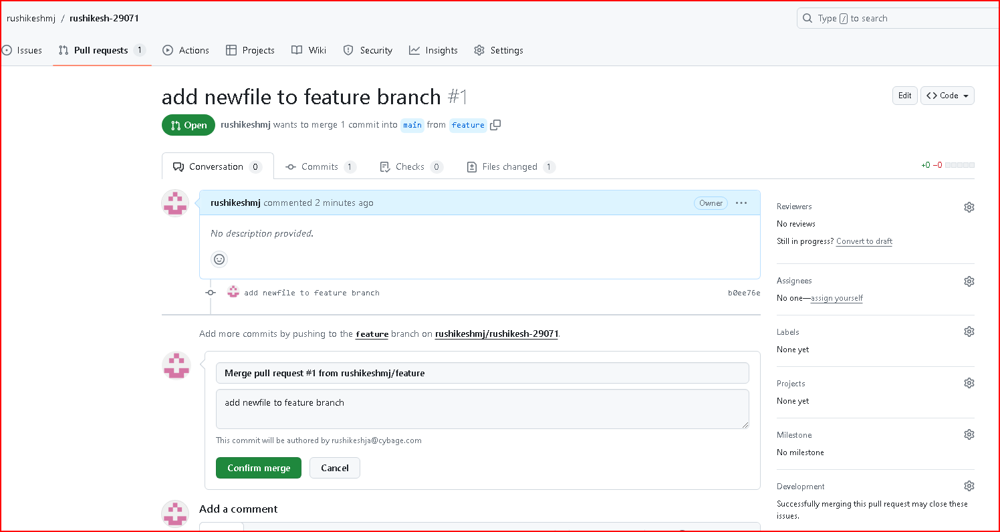 rushikeshmj / rushikesh-29071
Type / to search
Issues Pull requests 1 Actions Projects Wiki Security Insights Settings
add newfile to feature branch #1
Edit Code
Open rushikeshmj wants to merge 1 commit into main from feature
Conversation 0 Commits 1 Checks 0 Files changed 1
+0 −0
rushikeshmj commented 2 minutes ago Owner
No description provided.
add newfile to feature branch b0ee76e
Add more commits by pushing to the feature branch on rushikeshmj/rushikesh-29071.
Merge pull request #1 from rushikeshmj/feature
add newfile to feature branch
This commit will be authored by rushikeshja@cybage.com
Confirm merge Cancel
Add a comment
Reviewers
No reviews
Still in progress? Convert to draft
Assignees
No one—assign yourself
Labels
None yet
Projects
None yet
Milestone
No milestone
Development
Successfully merging this pull request may close these
issues.